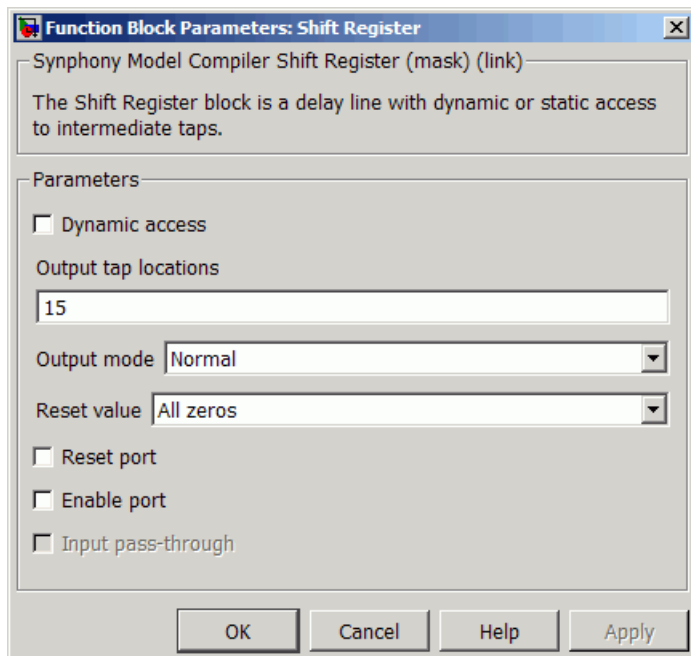 Function Block Parameters: Shift Register
Synphony Model Compiler Shift Register (mask) (link)
The Shift Register block is a delay line with dynamic or static access
to intermediate taps.
Parameters
Dynamic access
Output tap locations
15
Output mode Normal
Reset value All zeros
Reset port
Enable port
Input pass-through
OK Cancel Help Apply